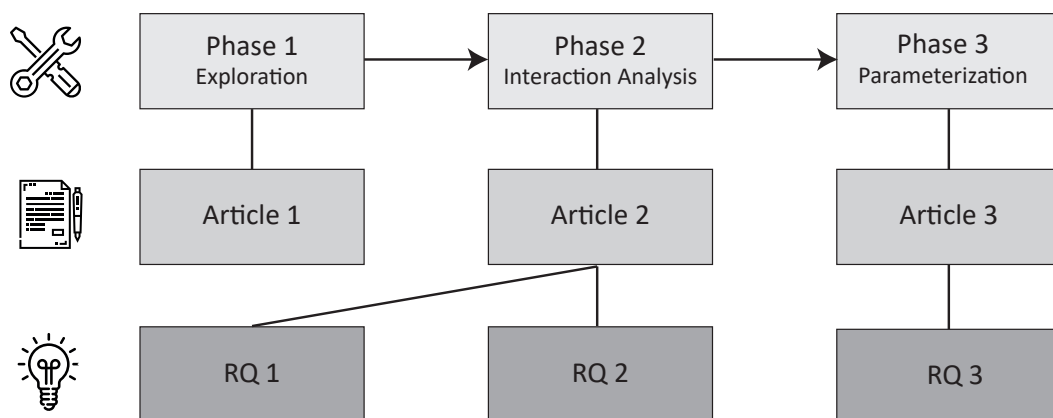 Phase 1
Exploration
Phase 2
Interaction Analysis
Phase 3
Parameterization
Article 1
Article 2
Article 3
RQ 1
RQ 2
RQ 3